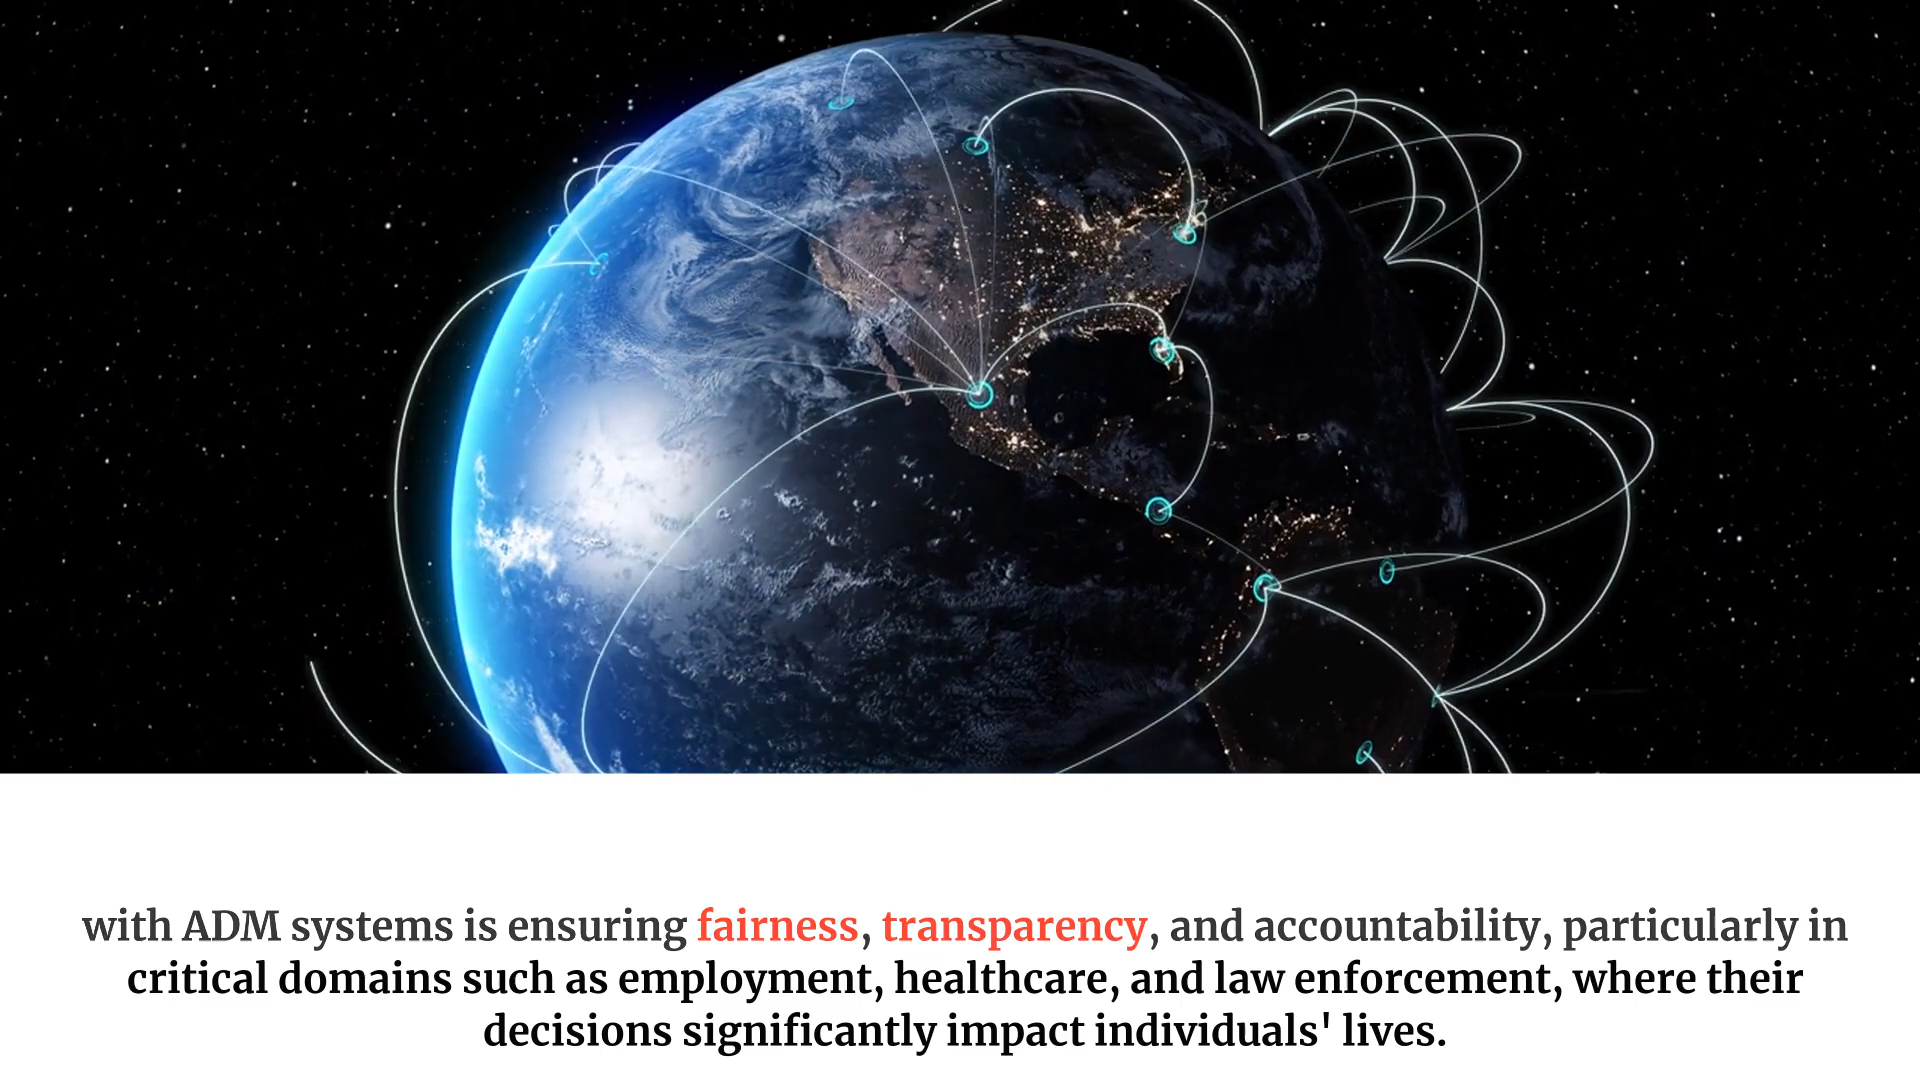 with ADM systems is ensuring fairness, transparency, and accountability, particularly in
critical domains such as employment, healthcare, and law enforcement, where their
decisions significantly impact individuals' lives.